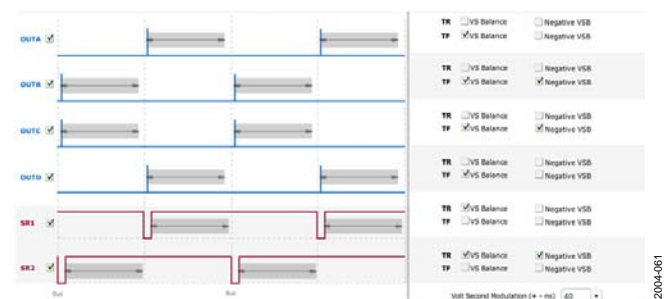 OUTA TR VS Balance Negative VSB
TF VS Balance Negative VSB
OUTB TR VS Balance Negative VSB
TF VS Balance Negative VSB
OUTC TR VS Balance Negative VSB
TF VS Balance Negative VSB
OUTD TR VS Balance Negative VSB
TF VS Balance Negative VSB
SR1 TR VS Balance Negative VSB
TF VS Balance Negative VSB
SR2 TR VS Balance Negative VSB
TF VS Balance Negative VSB
0us
Volt Second Modulation (+ - ns) 40
2004-061